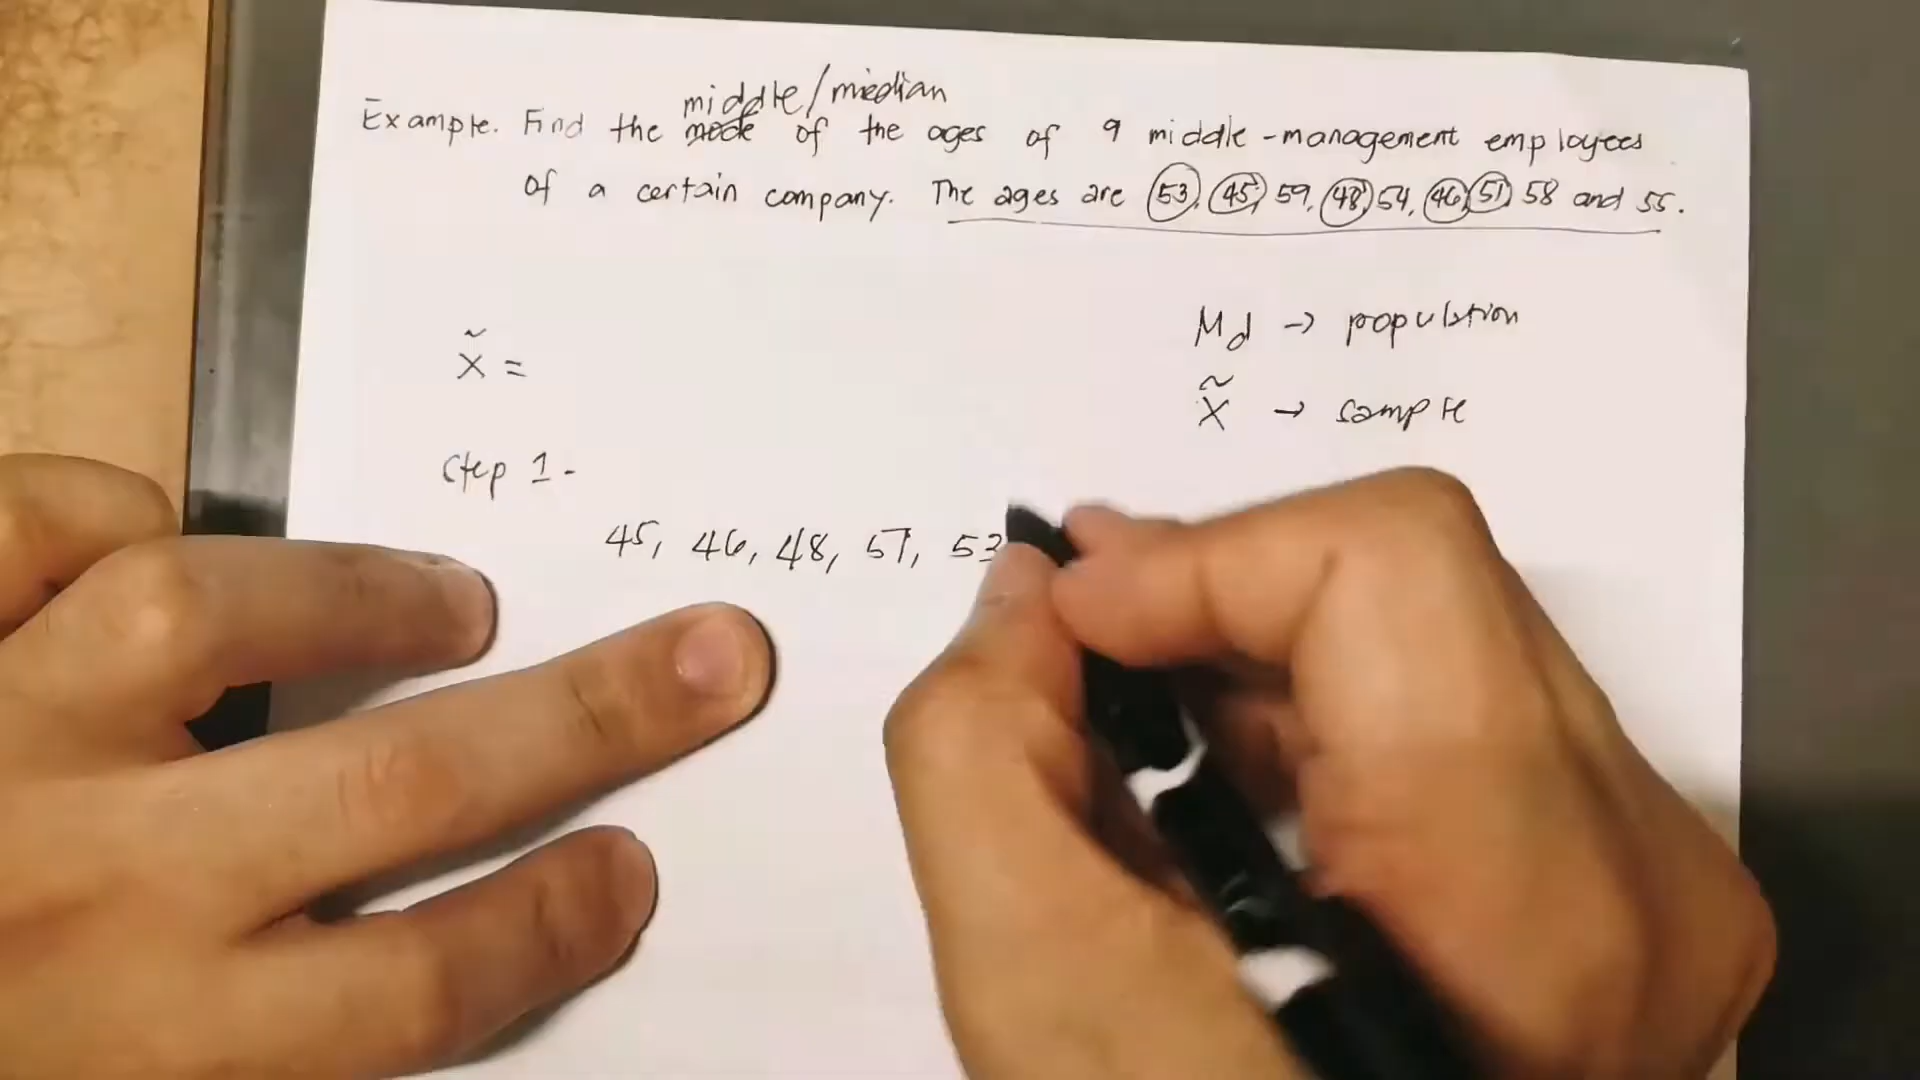 middle/median
Example. Find the mode of the ages of 9 middle-management employees
of a certain company. The ages are 53, 45, 59, 48, 54, 46, 51, 58 and 55.
Md → population
x̃ =
x̃ → sample
Step 1-
45, 46, 48, 51, 53